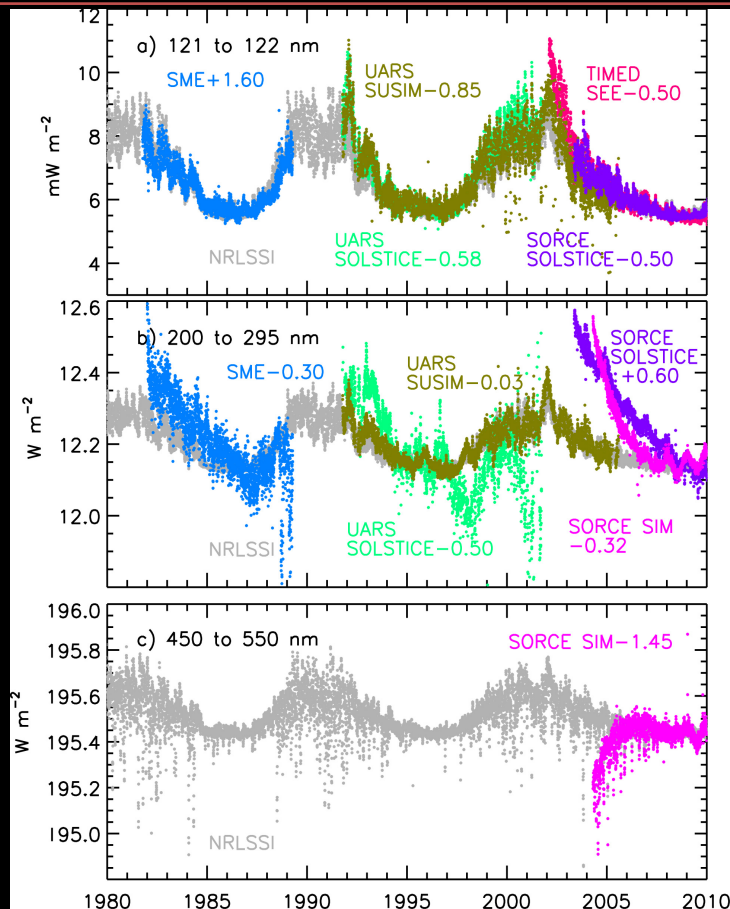 12
a) 121 to 122 nm
SME+1.60
UARS
SUSIM−0.85
TIMED
SEE−0.50
10
8
6
4
mW m⁻²
NRLSSI
UARS
SOLSTICE−0.58
SORCE
SOLSTICE−0.50
12.6
b) 200 to 295 nm
SME−0.30
UARS
SUSIM−0.03
SORCE
SOLSTICE
+0.60
12.4
12.2
12.0
W m⁻²
NRLSSI
UARS
SOLSTICE−0.50
SORCE SIM
−0.32
196.0
c) 450 to 550 nm
SORCE SIM−1.45
195.8
195.6
195.4
195.2
195.0
W m⁻²
NRLSSI
1980 1985 1990 1995 2000 2005 2010